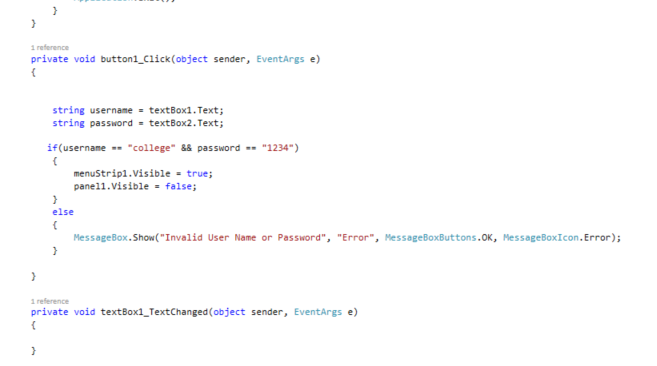 }
}
1 reference
private void button1_Click(object sender, EventArgs e)
{
string username = textBox1.Text;
string password = textBox2.Text;
if(username == "college" && password == "1234")
{
menuStrip1.Visible = true;
panel1.Visible = false;
}
else
{
MessageBox.Show("Invalid User Name or Password", "Error", MessageBoxButtons.OK, MessageBoxIcon.Error);
}
}
1 reference
private void textBox1_TextChanged(object sender, EventArgs e)
{
}